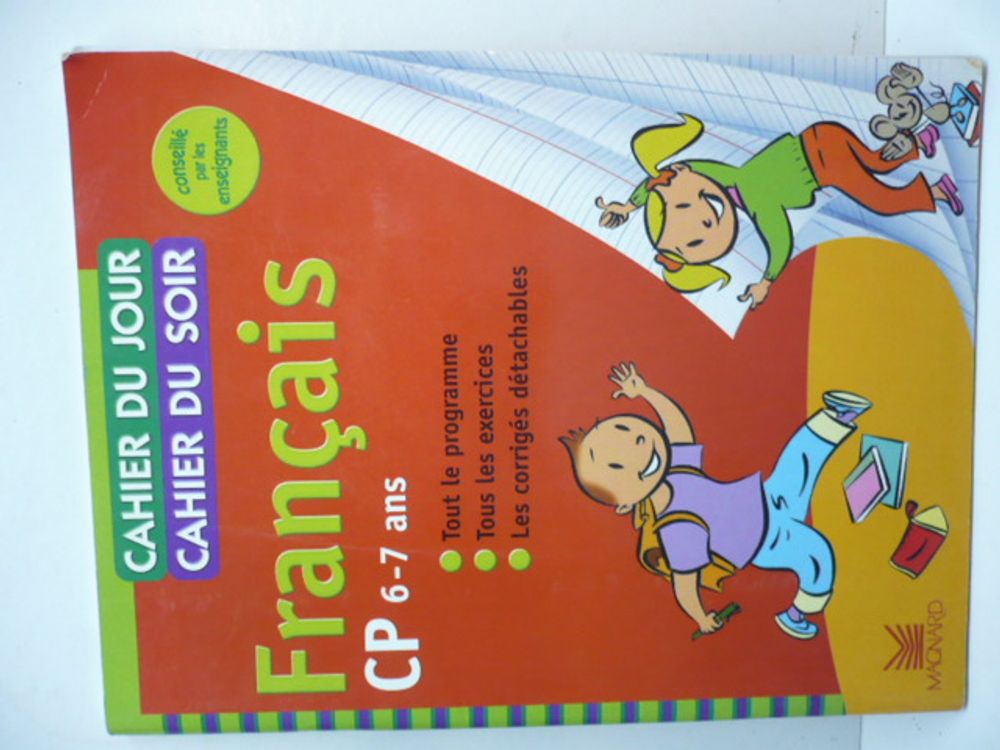 CAHIER DU JOUR
CAHIER DU SOIR
conseillé
par les
enseignants
Français
CP 6-7 ans
Tout le programme
Tous les exercices
Les corrigés détachables
MAGNARD